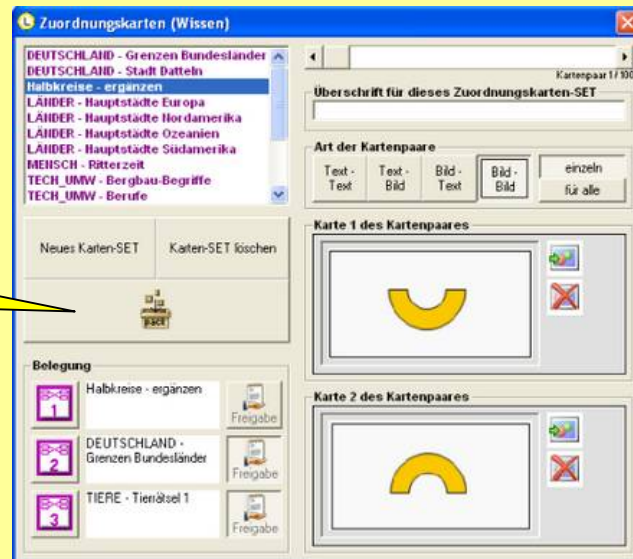 Zuordnungskarten (Wissen)
DEUTSCHLAND - Grenzen Bundesländer
DEUTSCHLAND - Stadt Datteln
Halbkreise - ergänzen
LÄNDER - Hauptstädte Europa
LÄNDER - Hauptstädte Nordamerika
LÄNDER - Hauptstädte Ozeanien
LÄNDER - Hauptstädte Südamerika
MENSCH - Ritterzeit
TECH_UMW - Bergbau-Begriffe
TECH_UMW - Berufe
Neues Karten-SET
Karten-SET löschen
pack
Belegung
1
Halbkreise - ergänzen
Freigabe
2
DEUTSCHLAND -
Grenzen Bundesländer
Freigabe
3
TIERE - Tierrätsel 1
Freigabe
Kartenpaar 1/100
Überschrift für dieses Zuordnungskarten-SET
Art der Kartenpaare
Text -
Text
Text -
Bild
Bild -
Text
Bild -
Bild
einzeln
für alle
Karte 1 des Kartenpaares
Karte 2 des Kartenpaares